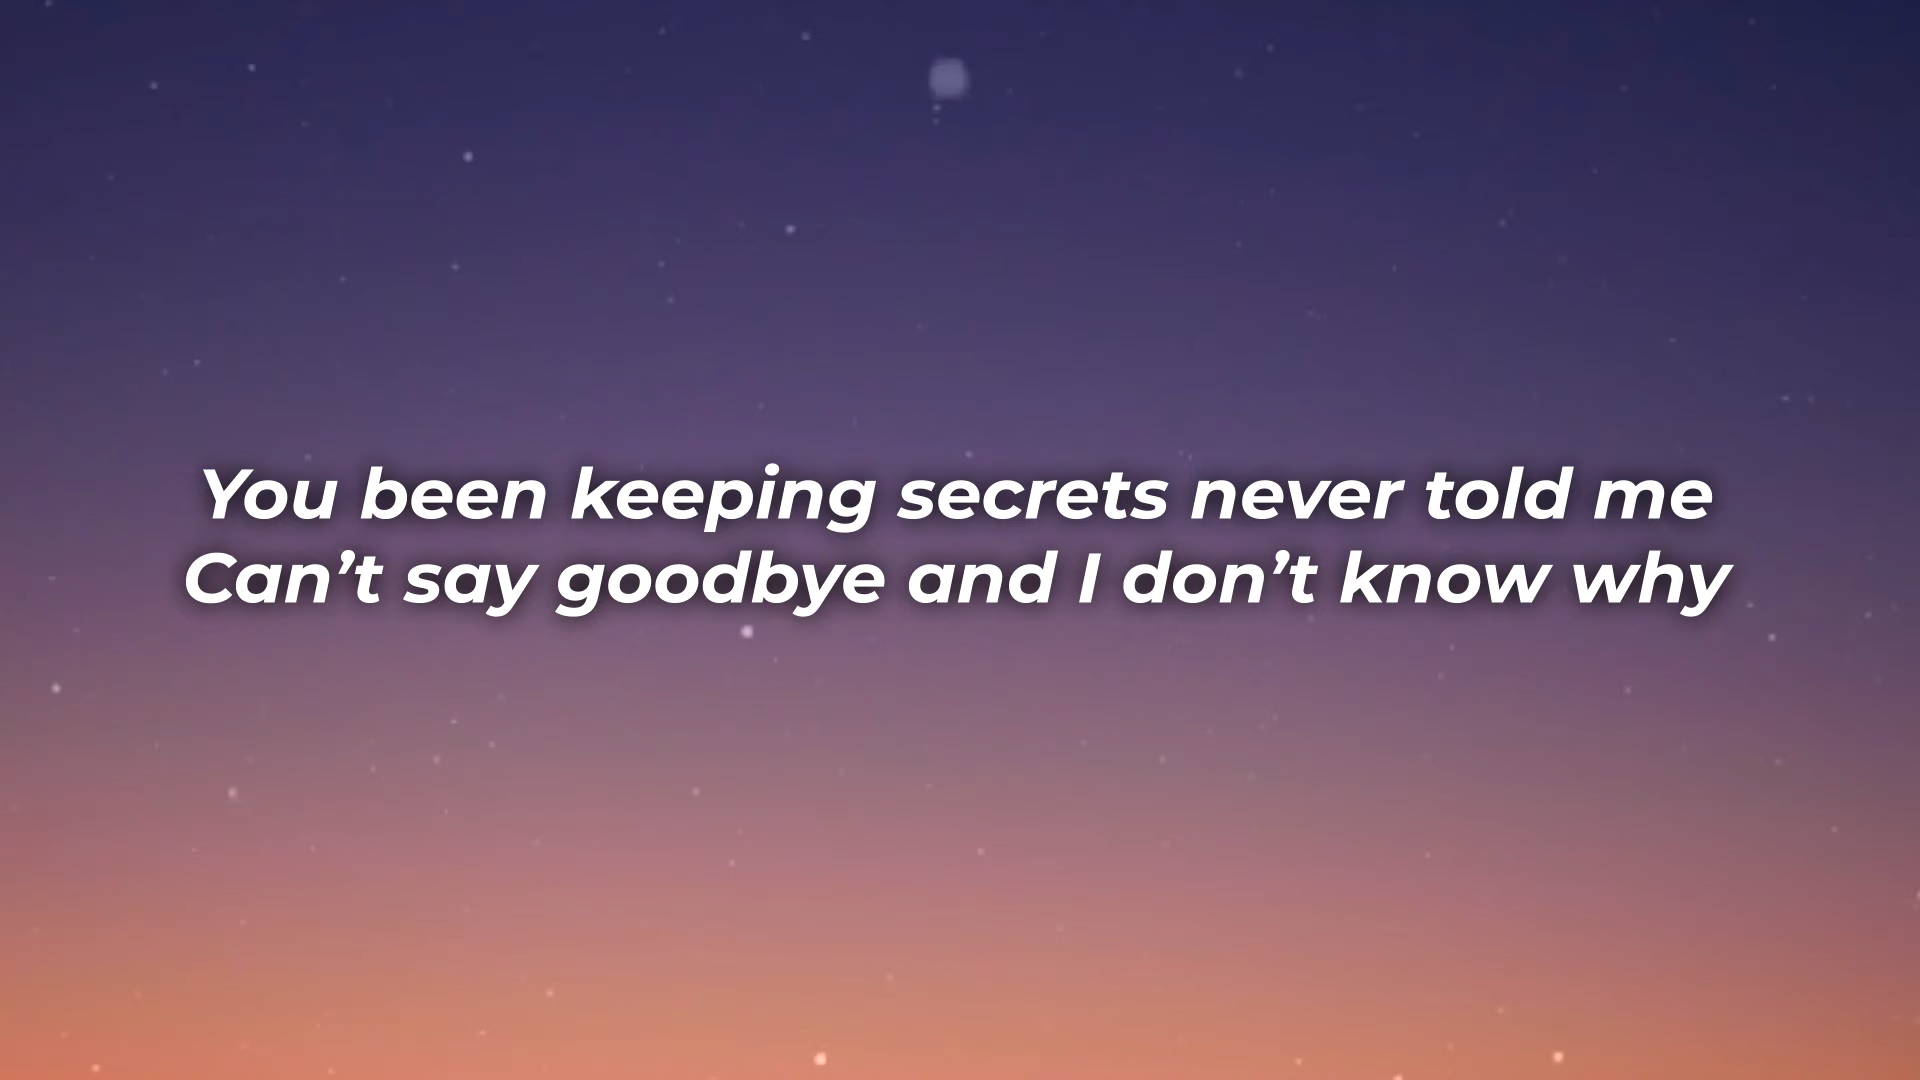 You been keeping secrets never told me
Can’t say goodbye and I don’t know why